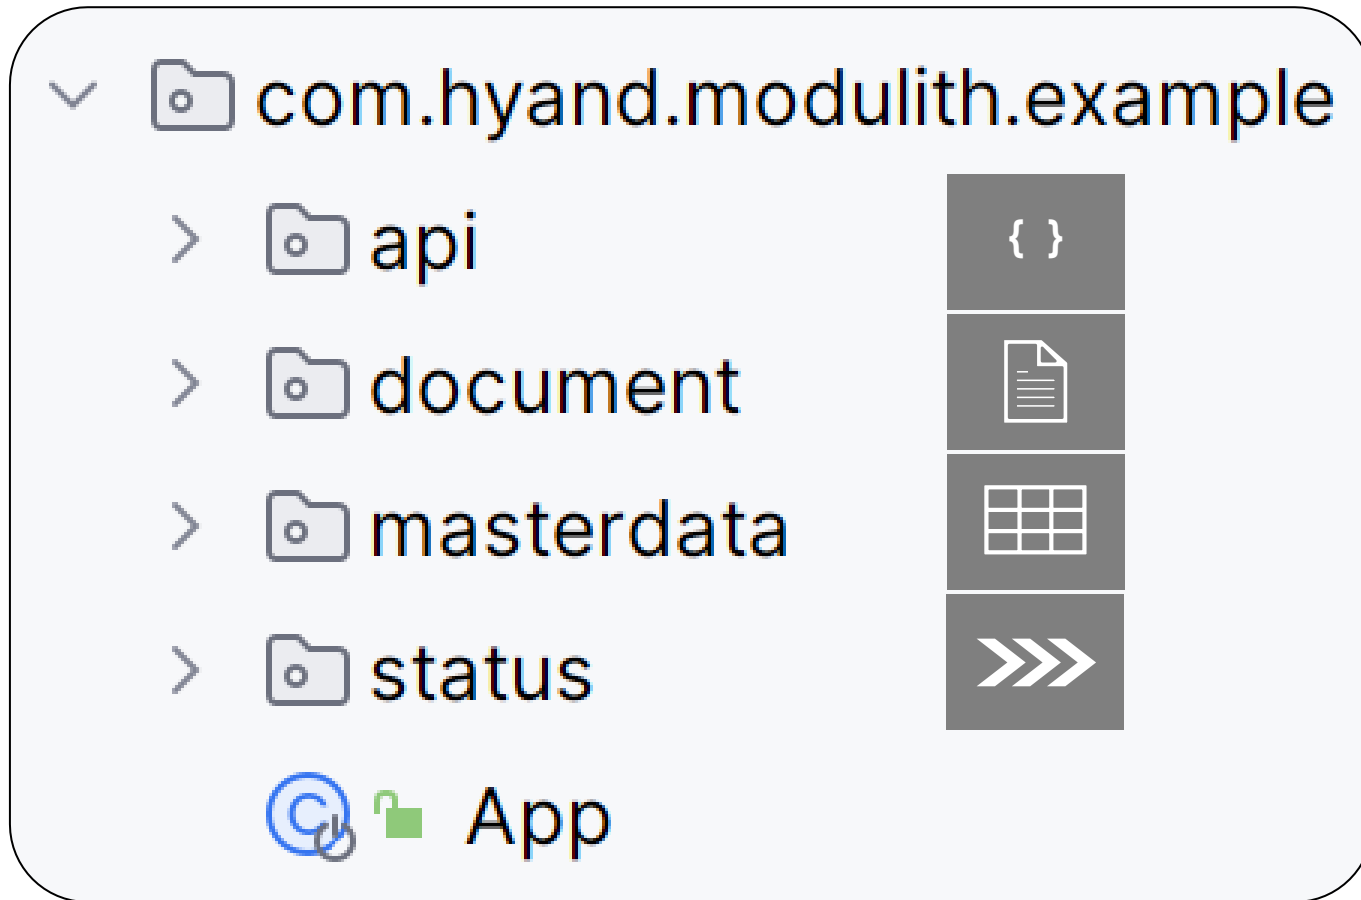 com.hyand.modulith.example
api
{ }
document
masterdata
status
App